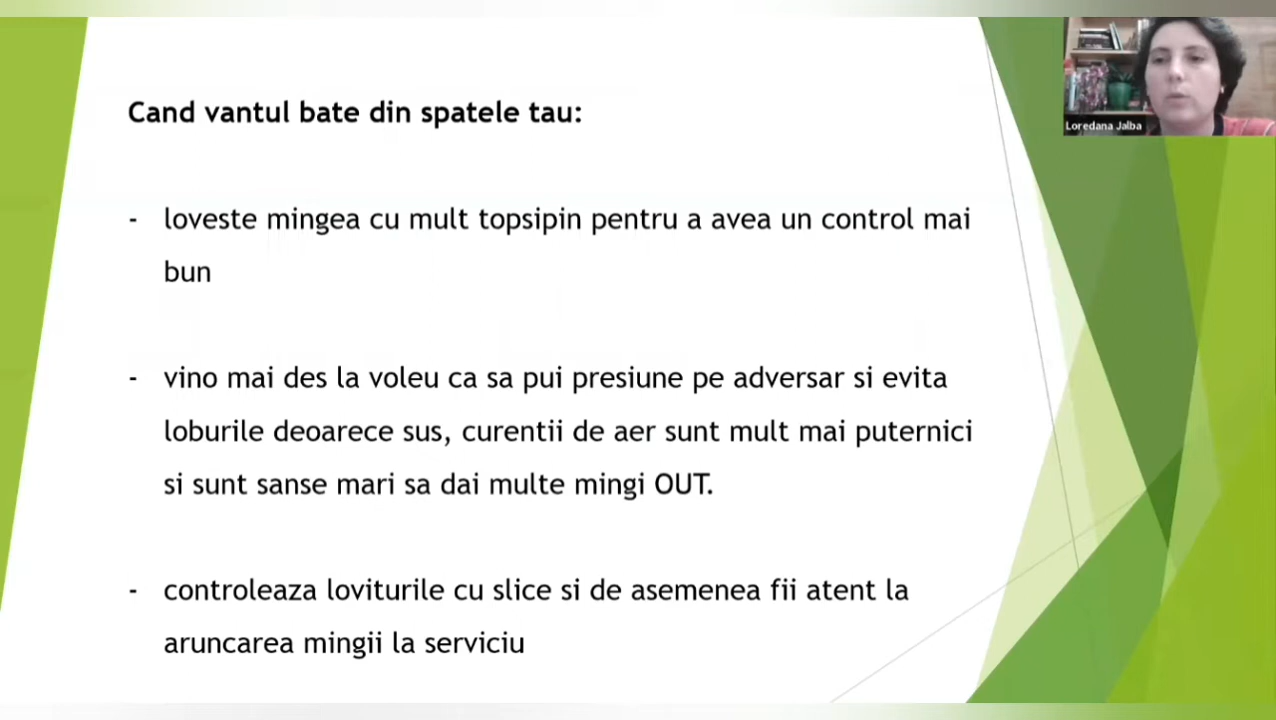 Cand vantul bate din spatele tau:
- loveste mingea cu mult topsipin pentru a avea un control mai
bun
- vino mai des la voleu ca sa pui presiune pe adversar si evita
loburile deoarece sus, curentii de aer sunt mult mai puternici
si sunt sanse mari sa dai multe mingi OUT.
- controleaza loviturile cu slice si de asemenea fii atent la
aruncarea mingii la serviciu
Loredana Jalba